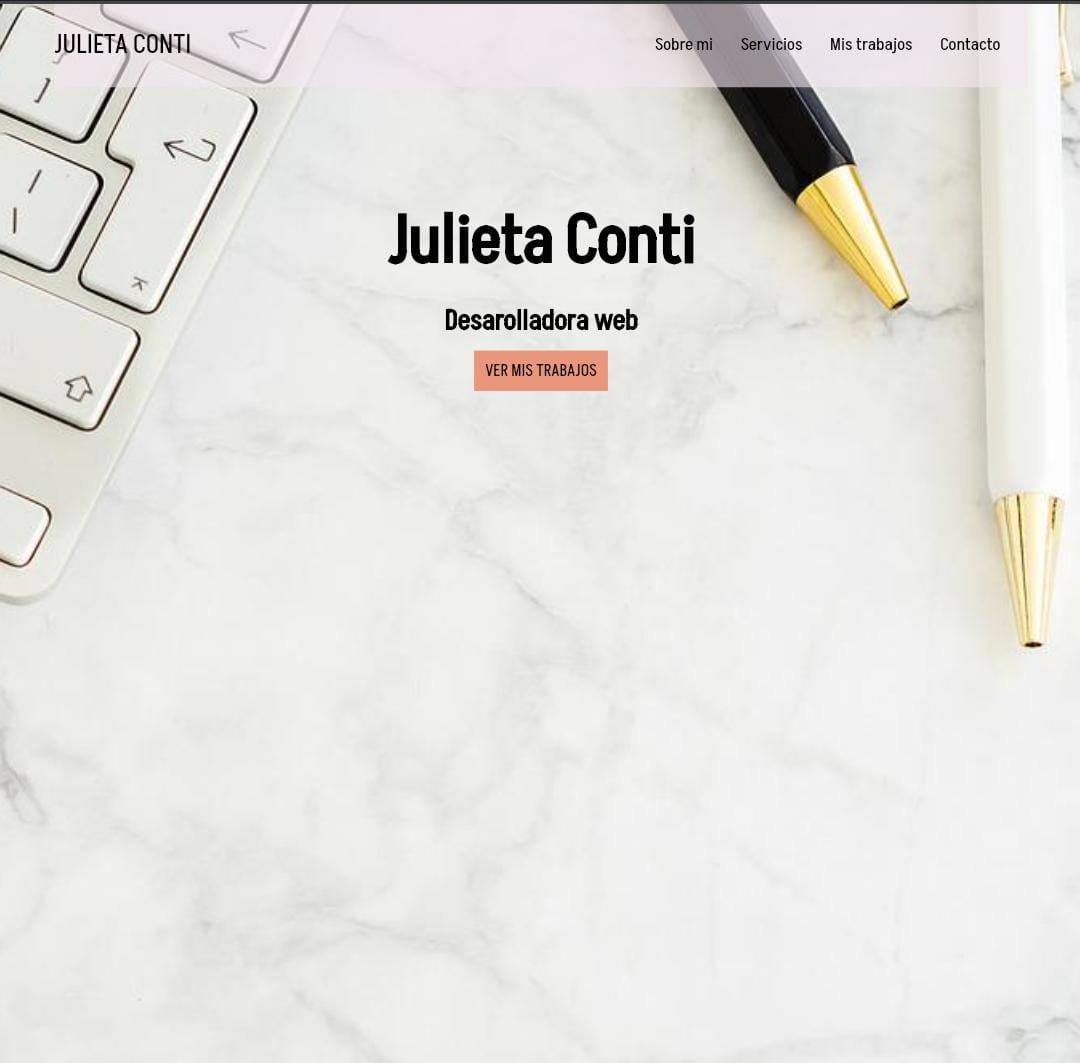 JULIETA CONTI
Sobre mi Servicios Mis trabajos Contacto
Julieta Conti
Desarolladora web
VER MIS TRABAJOS